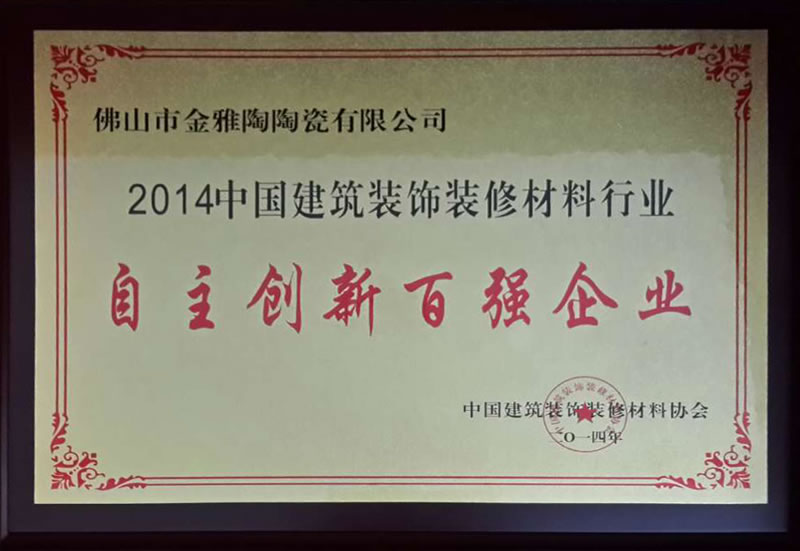 佛山市金雅陶陶瓷有限公司
2014中国建筑装饰装修材料行业
自主创新百强企业
中国建筑装饰装修材料协会
二〇一四年